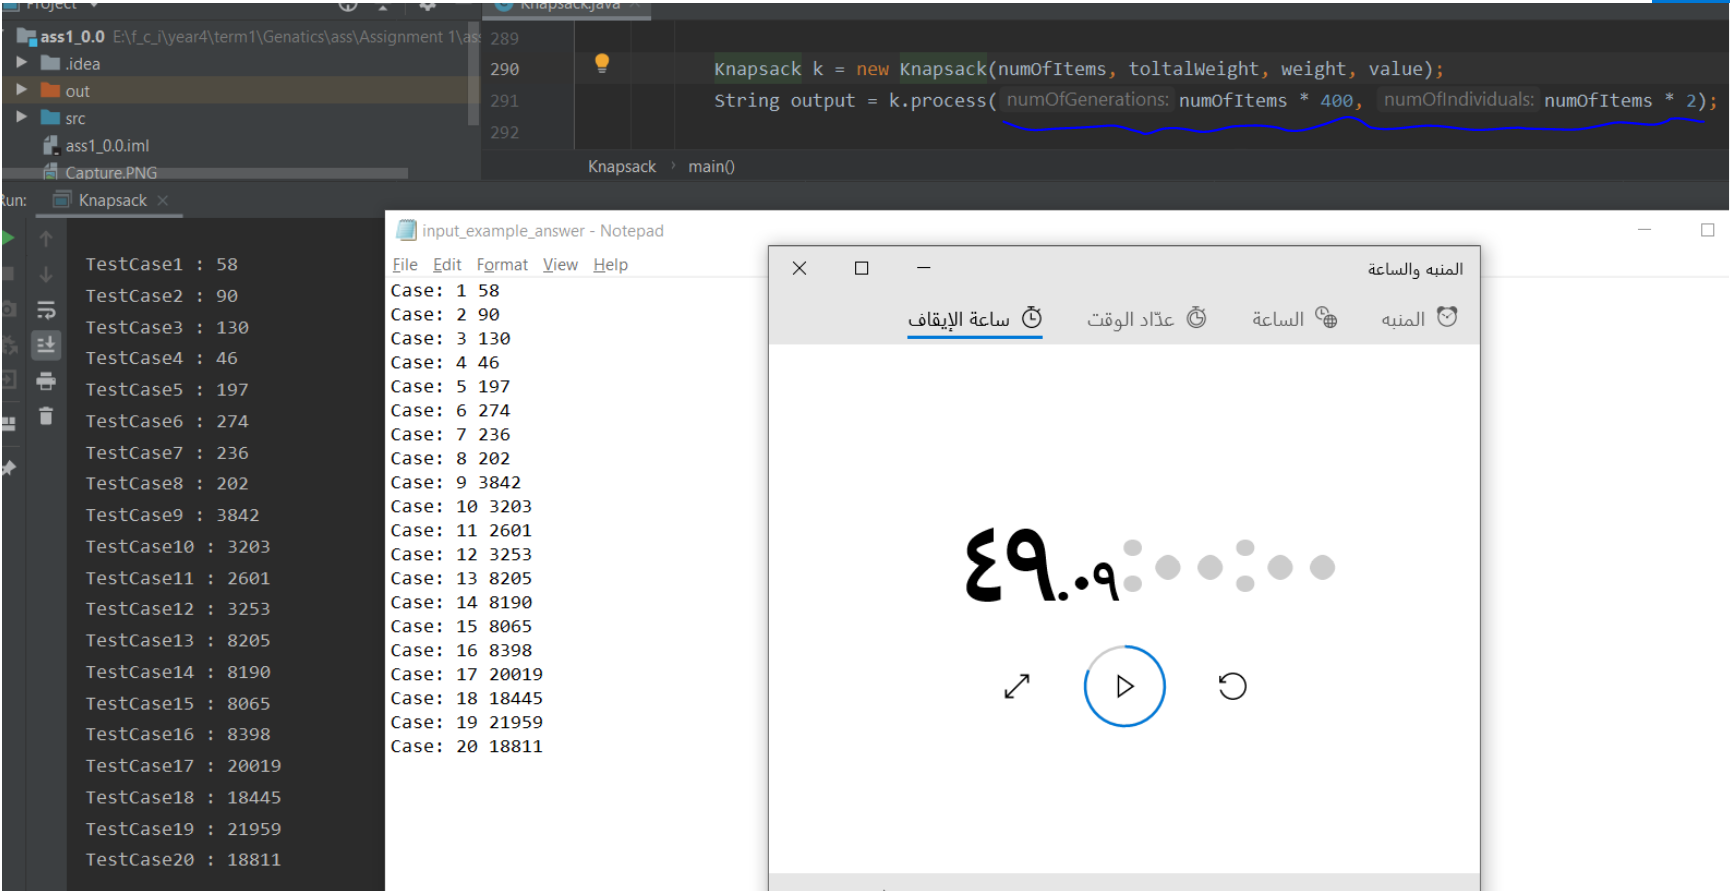 Project
Knapsack.java
ass1_0.0 E:\f_c_i\year4\term1\Genatics\ass\Assignment 1\ass
.idea
out
src
ass1_0.0.iml
Capture.PNG
289
290 Knapsack k = new Knapsack(numOfItems, toltalWeight, weight, value);
291 String output = k.process( numOfGenerations: numOfItems * 400, numOfIndividuals: numOfItems * 2);
292
Knapsack › main()
Run: Knapsack
TestCase1 : 58
TestCase2 : 90
TestCase3 : 130
TestCase4 : 46
TestCase5 : 197
TestCase6 : 274
TestCase7 : 236
TestCase8 : 202
TestCase9 : 3842
TestCase10 : 3203
TestCase11 : 2601
TestCase12 : 3253
TestCase13 : 8205
TestCase14 : 8190
TestCase15 : 8065
TestCase16 : 8398
TestCase17 : 20019
TestCase18 : 18445
TestCase19 : 21959
TestCase20 : 18811
input_example_answer - Notepad
File Edit Format View Help
Case: 1 58
Case: 2 90
Case: 3 130
Case: 4 46
Case: 5 197
Case: 6 274
Case: 7 236
Case: 8 202
Case: 9 3842
Case: 10 3203
Case: 11 2601
Case: 12 3253
Case: 13 8205
Case: 14 8190
Case: 15 8065
Case: 16 8398
Case: 17 20019
Case: 18 18445
Case: 19 21959
Case: 20 18811
المنبه والساعة
المنبه
الساعة
عدّاد الوقت
ساعة الإيقاف
٤٩.٠٩:٠٠:٠٠